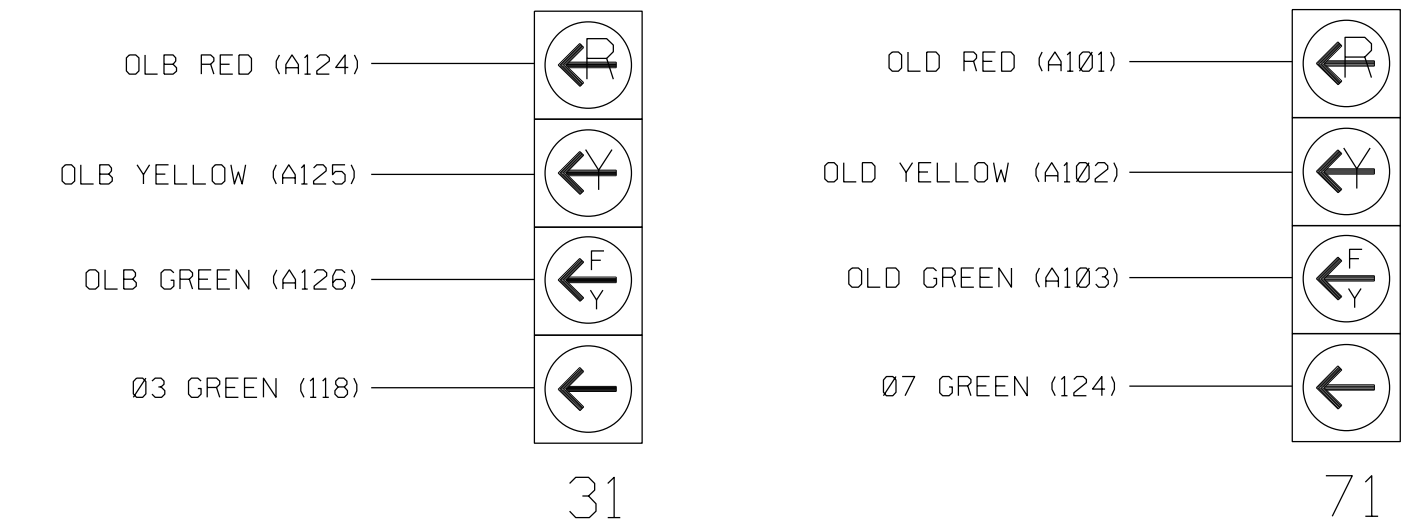 OLB RED (A124)
R
OLB YELLOW (A125)
Y
OLB GREEN (A126)
F
Y
Ø3 GREEN (118)
31
OLD RED (A1Ø1)
R
OLD YELLOW (A1Ø2)
Y
OLD GREEN (A1Ø3)
F
Y
Ø7 GREEN (124)
71